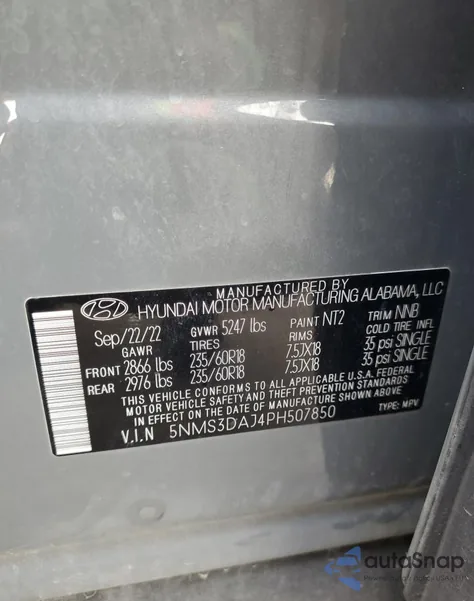 MANUFACTURED BY
HYUNDAI MOTOR MANUFACTURING ALABAMA, LLC
Sep/22/22 GVWR 5247 lbs PAINT NT2 TRIM NNB
GAWR TIRES RIMS COLD TIRE INFL
FRONT 2866 lbs 235/60R18 7.5JX18 35 psi SINGLE
REAR 2976 lbs 235/60R18 7.5JX18 35 psi SINGLE
THIS VEHICLE CONFORMS TO ALL APPLICABLE U.S.A. FEDERAL
MOTOR VEHICLE SAFETY AND THEFT PREVENTION STANDARDS
IN EFFECT ON THE DATE OF MANUFACTURE SHOWN ABOVE.
V.I.N 5NMS3DAJ4PH507850 TYPE: MPV
autoSnap